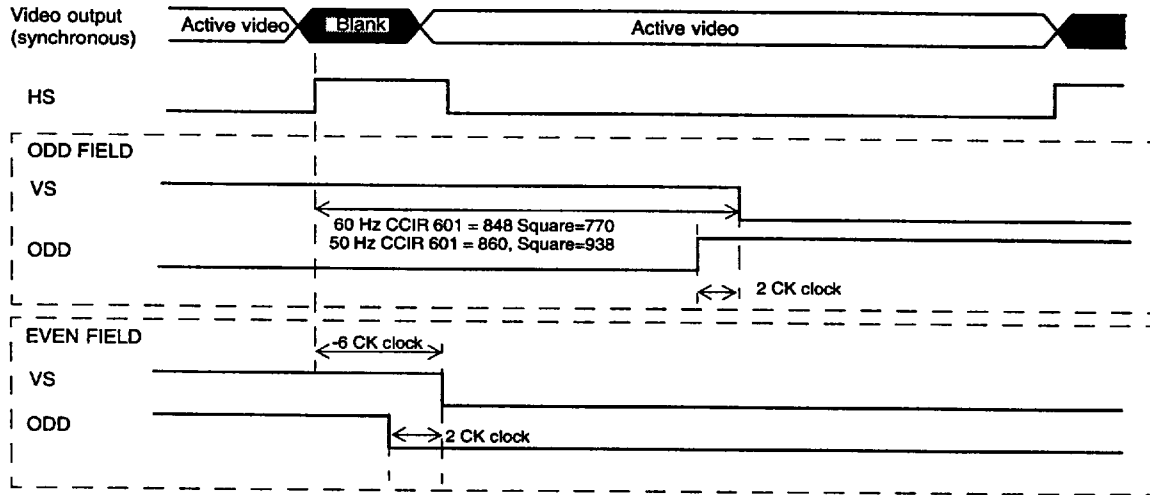 Video output
(synchronous)
Active video
Blank
Active video
HS
ODD FIELD
VS
60 Hz CCIR 601 = 848 Square=770
50 Hz CCIR 601 = 860, Square=938
ODD
2 CK clock
EVEN FIELD
-6 CK clock
VS
ODD
2 CK clock